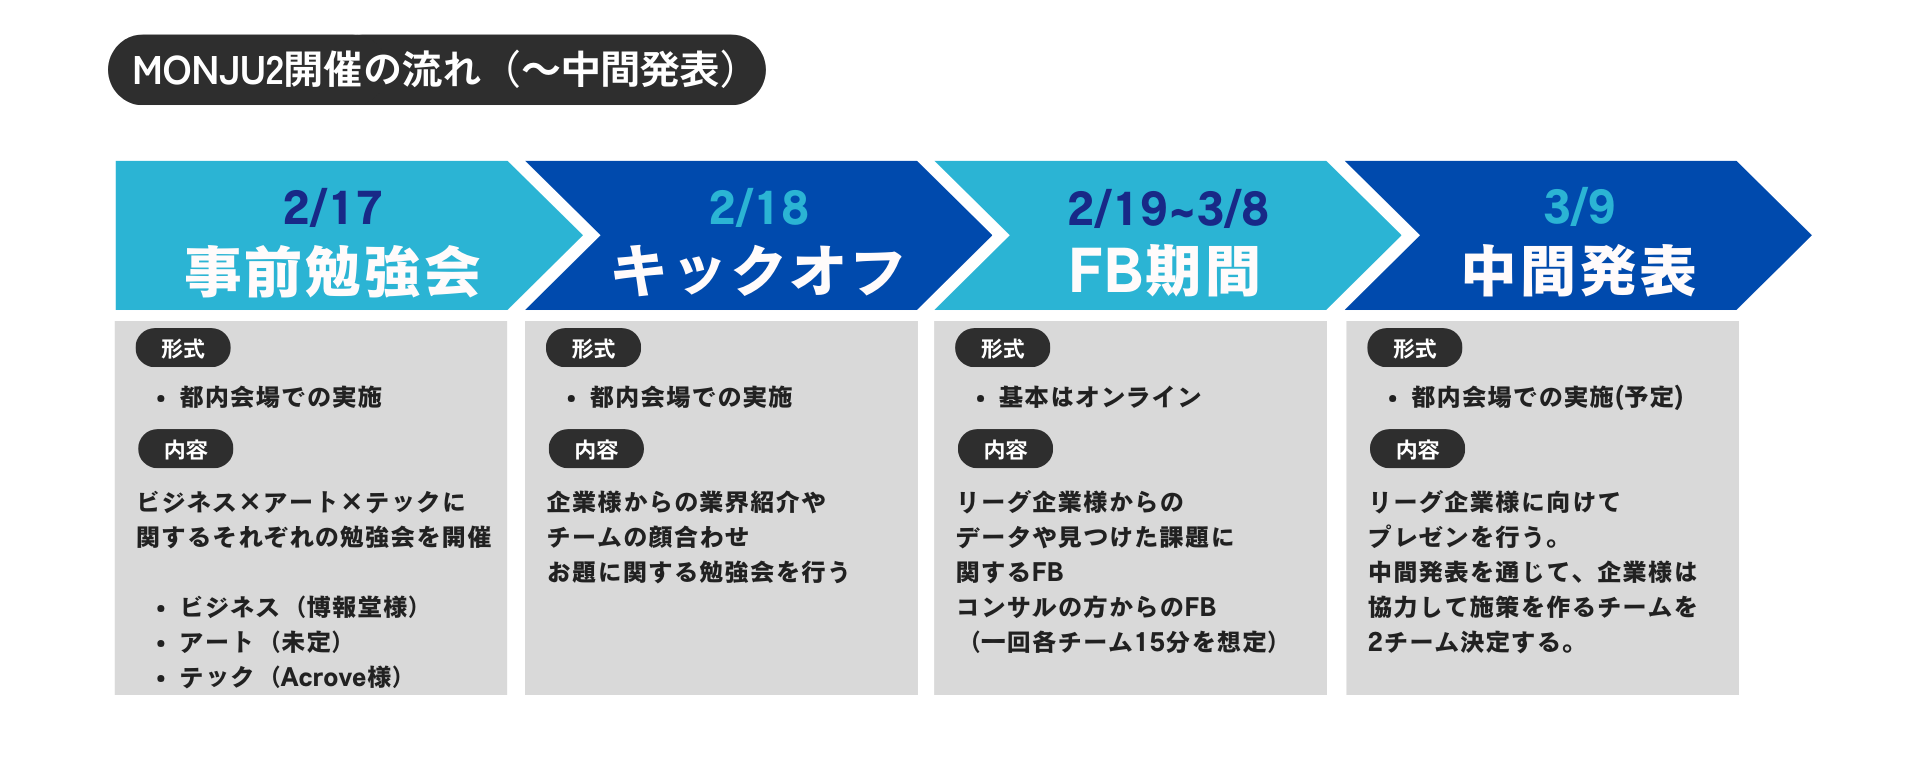 MONJU2開催の流れ（〜中間発表）
2/17
事前勉強会
形式
• 都内会場での実施
内容
ビジネス×アート×テックに
関するそれぞれの勉強会を開催
• ビジネス（博報堂様）
• アート（未定）
• テック（Acrove様）
2/18
キックオフ
形式
• 都内会場での実施
内容
企業様からの業界紹介や
チームの顔合わせ
お題に関する勉強会を行う
2/19~3/8
FB期間
形式
• 基本はオンライン
内容
リーグ企業様からの
データや見つけた課題に
関するFB
コンサルの方からのFB
（一回各チーム15分を想定）
3/9
中間発表
形式
• 都内会場での実施(予定)
内容
リーグ企業様に向けて
プレゼンを行う。
中間発表を通じて、企業様は
協力して施策を作るチームを
2チーム決定する。